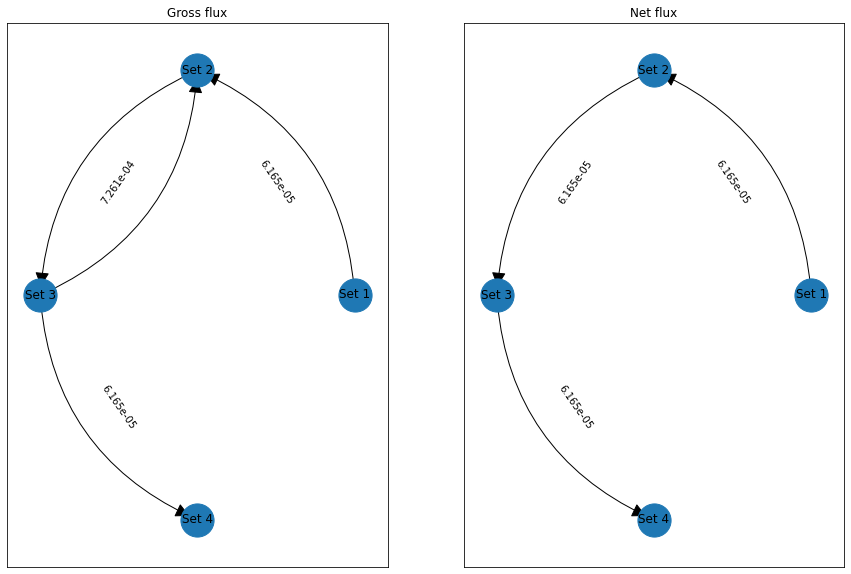 Gross flux
Set 2
7.261e-04
6.165e-05
Set 3
Set 1
6.165e-05
Set 4
Net flux
Set 2
6.165e-05
6.165e-05
Set 3
Set 1
6.165e-05
Set 4